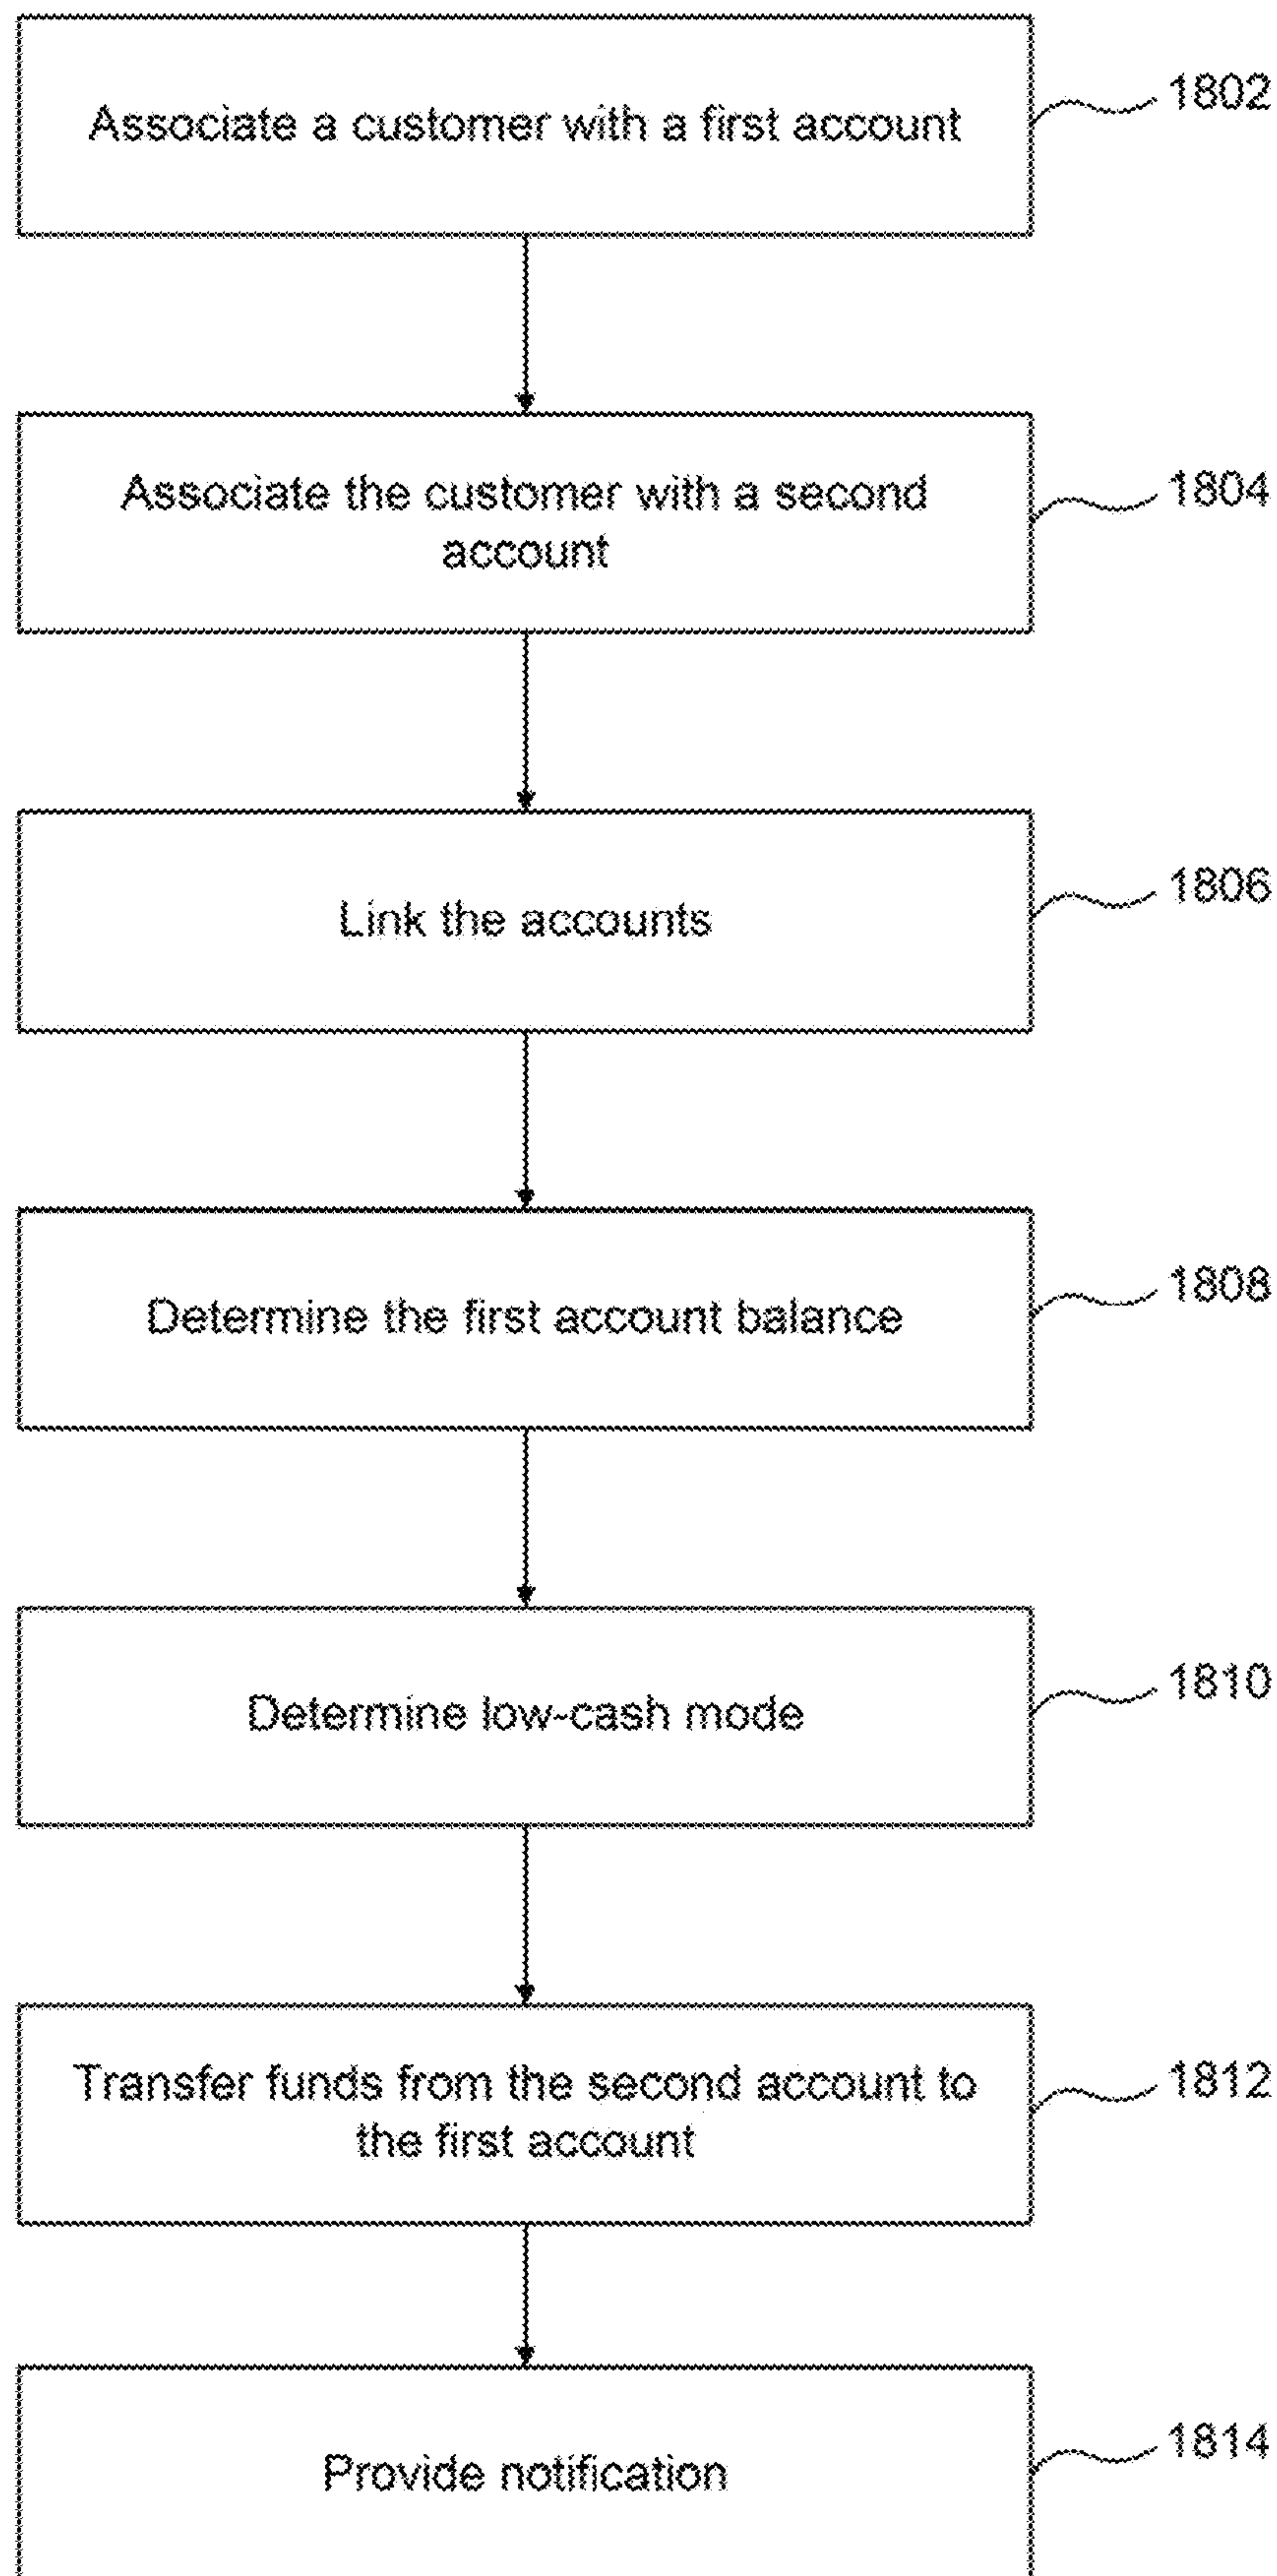 Associate a customer with a first account
1802
Associate the customer with a second
account
1804
Link the accounts
1806
Determine the first account balance
1808
Determine low-cash mode
1810
Transfer funds from the second account to
the first account
1812
Provide notification
1814